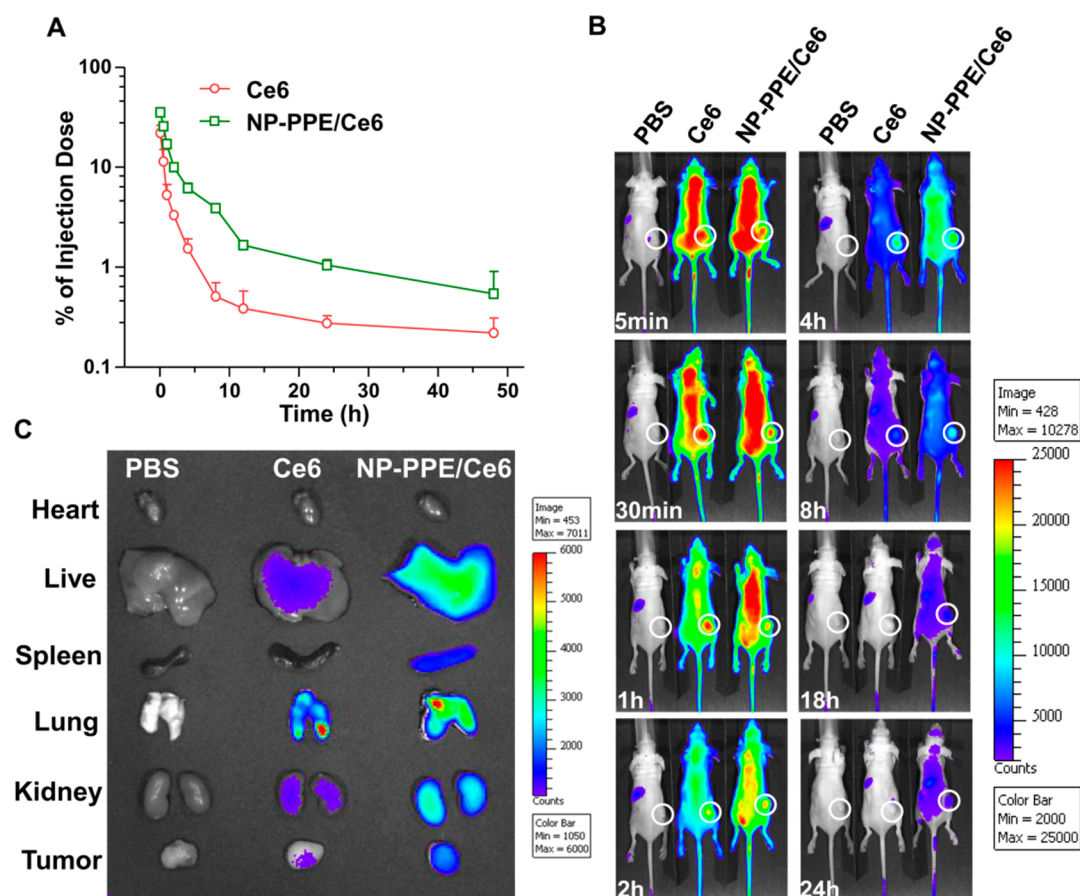 A
100
10
1
0.1
% of Injection Dose
Ce6
NP-PPE/Ce6
0
10
20
30
40
50
Time (h)
B
PBS
Ce6
NP-PPE/Ce6
PBS
Ce6
NP-PPE/Ce6
5min
4h
30min
8h
1h
18h
2h
24h
Image
Min = 428
Max = 10278
25000
20000
15000
10000
5000
Counts
Color Bar
Min = 2000
Max = 25000
C
PBS
Ce6
NP-PPE/Ce6
Heart
Live
Spleen
Lung
Kidney
Tumor
Image
Min = 453
Max = 7011
6000
5000
4000
3000
2000
Counts
Color Bar
Min = 1050
Max = 6000